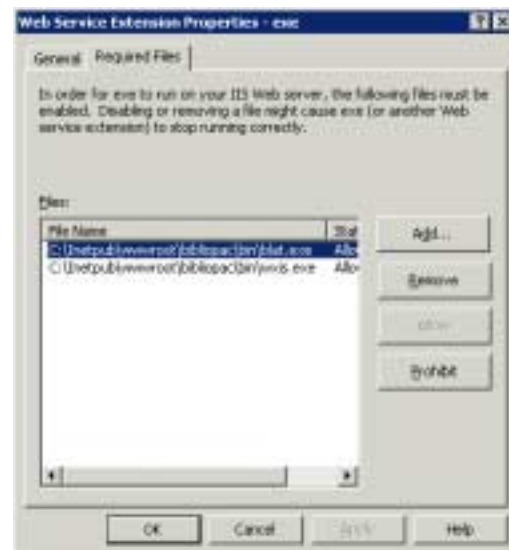 Web Service Extension Properties - exe
General
Required Files
In order for exe to run on your IIS Web server, the following files must be
enabled. Disabling or removing a file might cause exe (or another Web
service extension) to stop running correctly.
Files:
File Name Stat
C:\Inetpub\wwwroot\bibliopac\bin\blat.exe Allo
C:\Inetpub\wwwroot\bibliopac\bin\wxis.exe Allo
Add...
Remove
Allow
Prohibit
OK
Cancel
Apply
Help